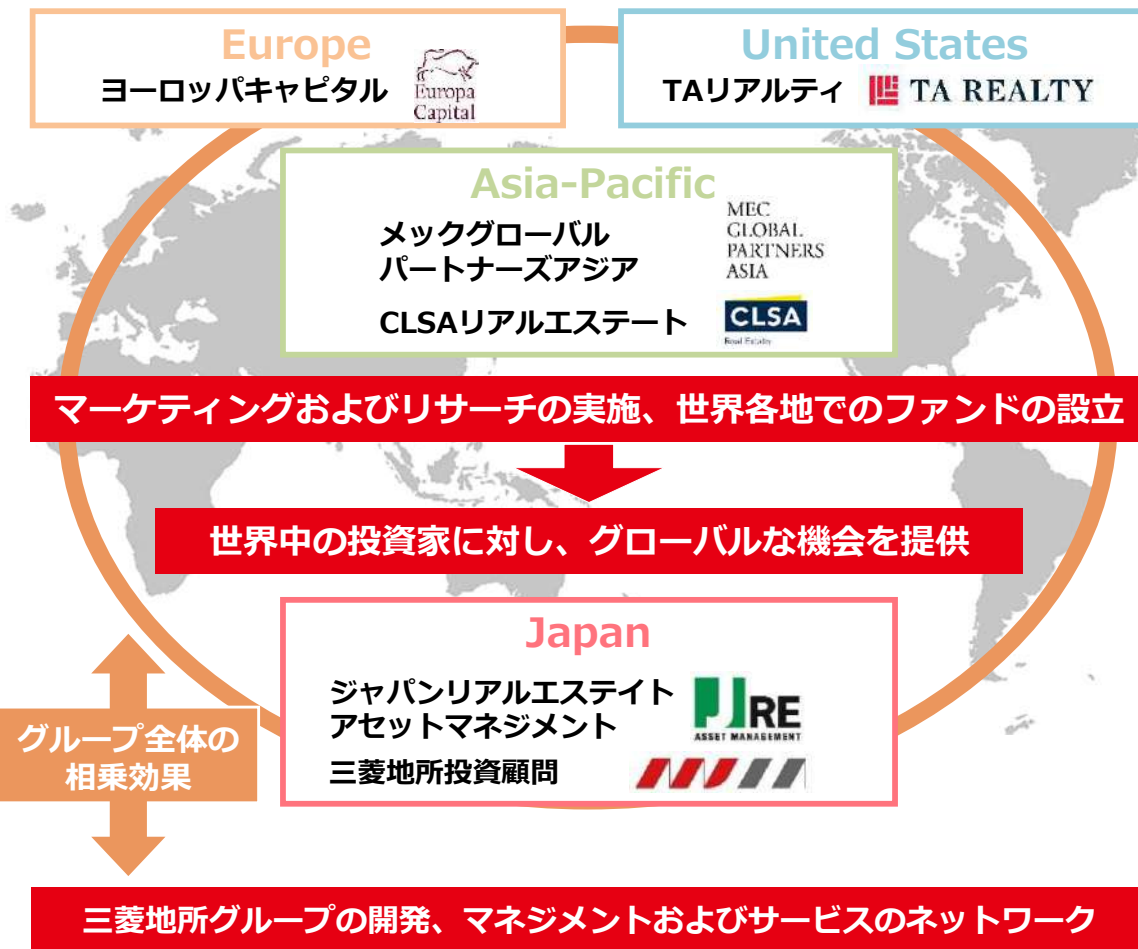 Europe
ヨーロッパキャピタル
Europa
Capital
United States
TAリアルティ
TA REALTY
Asia-Pacific
メックグローバル
パートナーズアジア
MEC
GLOBAL
PARTNERS
ASIA
CLSAリアルエステート
CLSA
Real Estate
マーケティングおよびリサーチの実施、世界各地でのファンドの設立
世界中の投資家に対し、グローバルな機会を提供
Japan
ジャパンリアルエステイト
アセットマネジメント
JRE
ASSET MANAGEMENT
三菱地所投資顧問
グループ全体の
相乗効果
三菱地所グループの開発、マネジメントおよびサービスのネットワーク